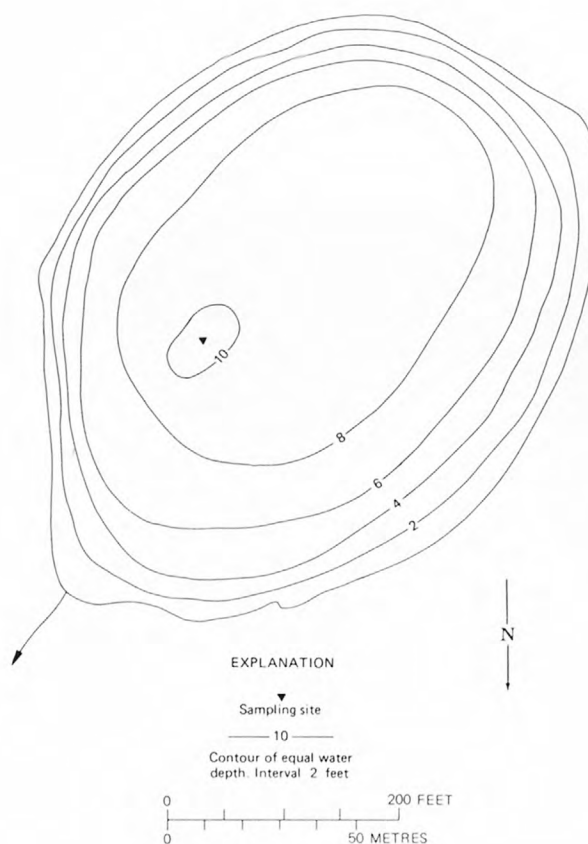 10
8
6
4
2
N
EXPLANATION
Sampling site
10
Contour of equal water
depth. Interval 2 feet
0 200 FEET
0 50 METRES